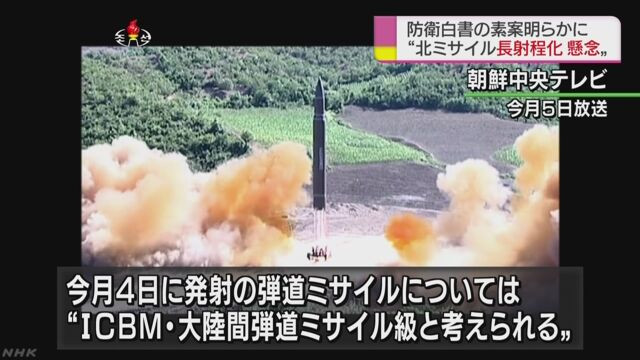 防衛白書の素案明らかに
“北ミサイル長射程化 懸念„
朝鮮中央テレビ
今月5日放送
今月4日に発射の弾道ミサイルについては
“ICBM・大陸間弾道ミサイル級と考えられる„
NHK